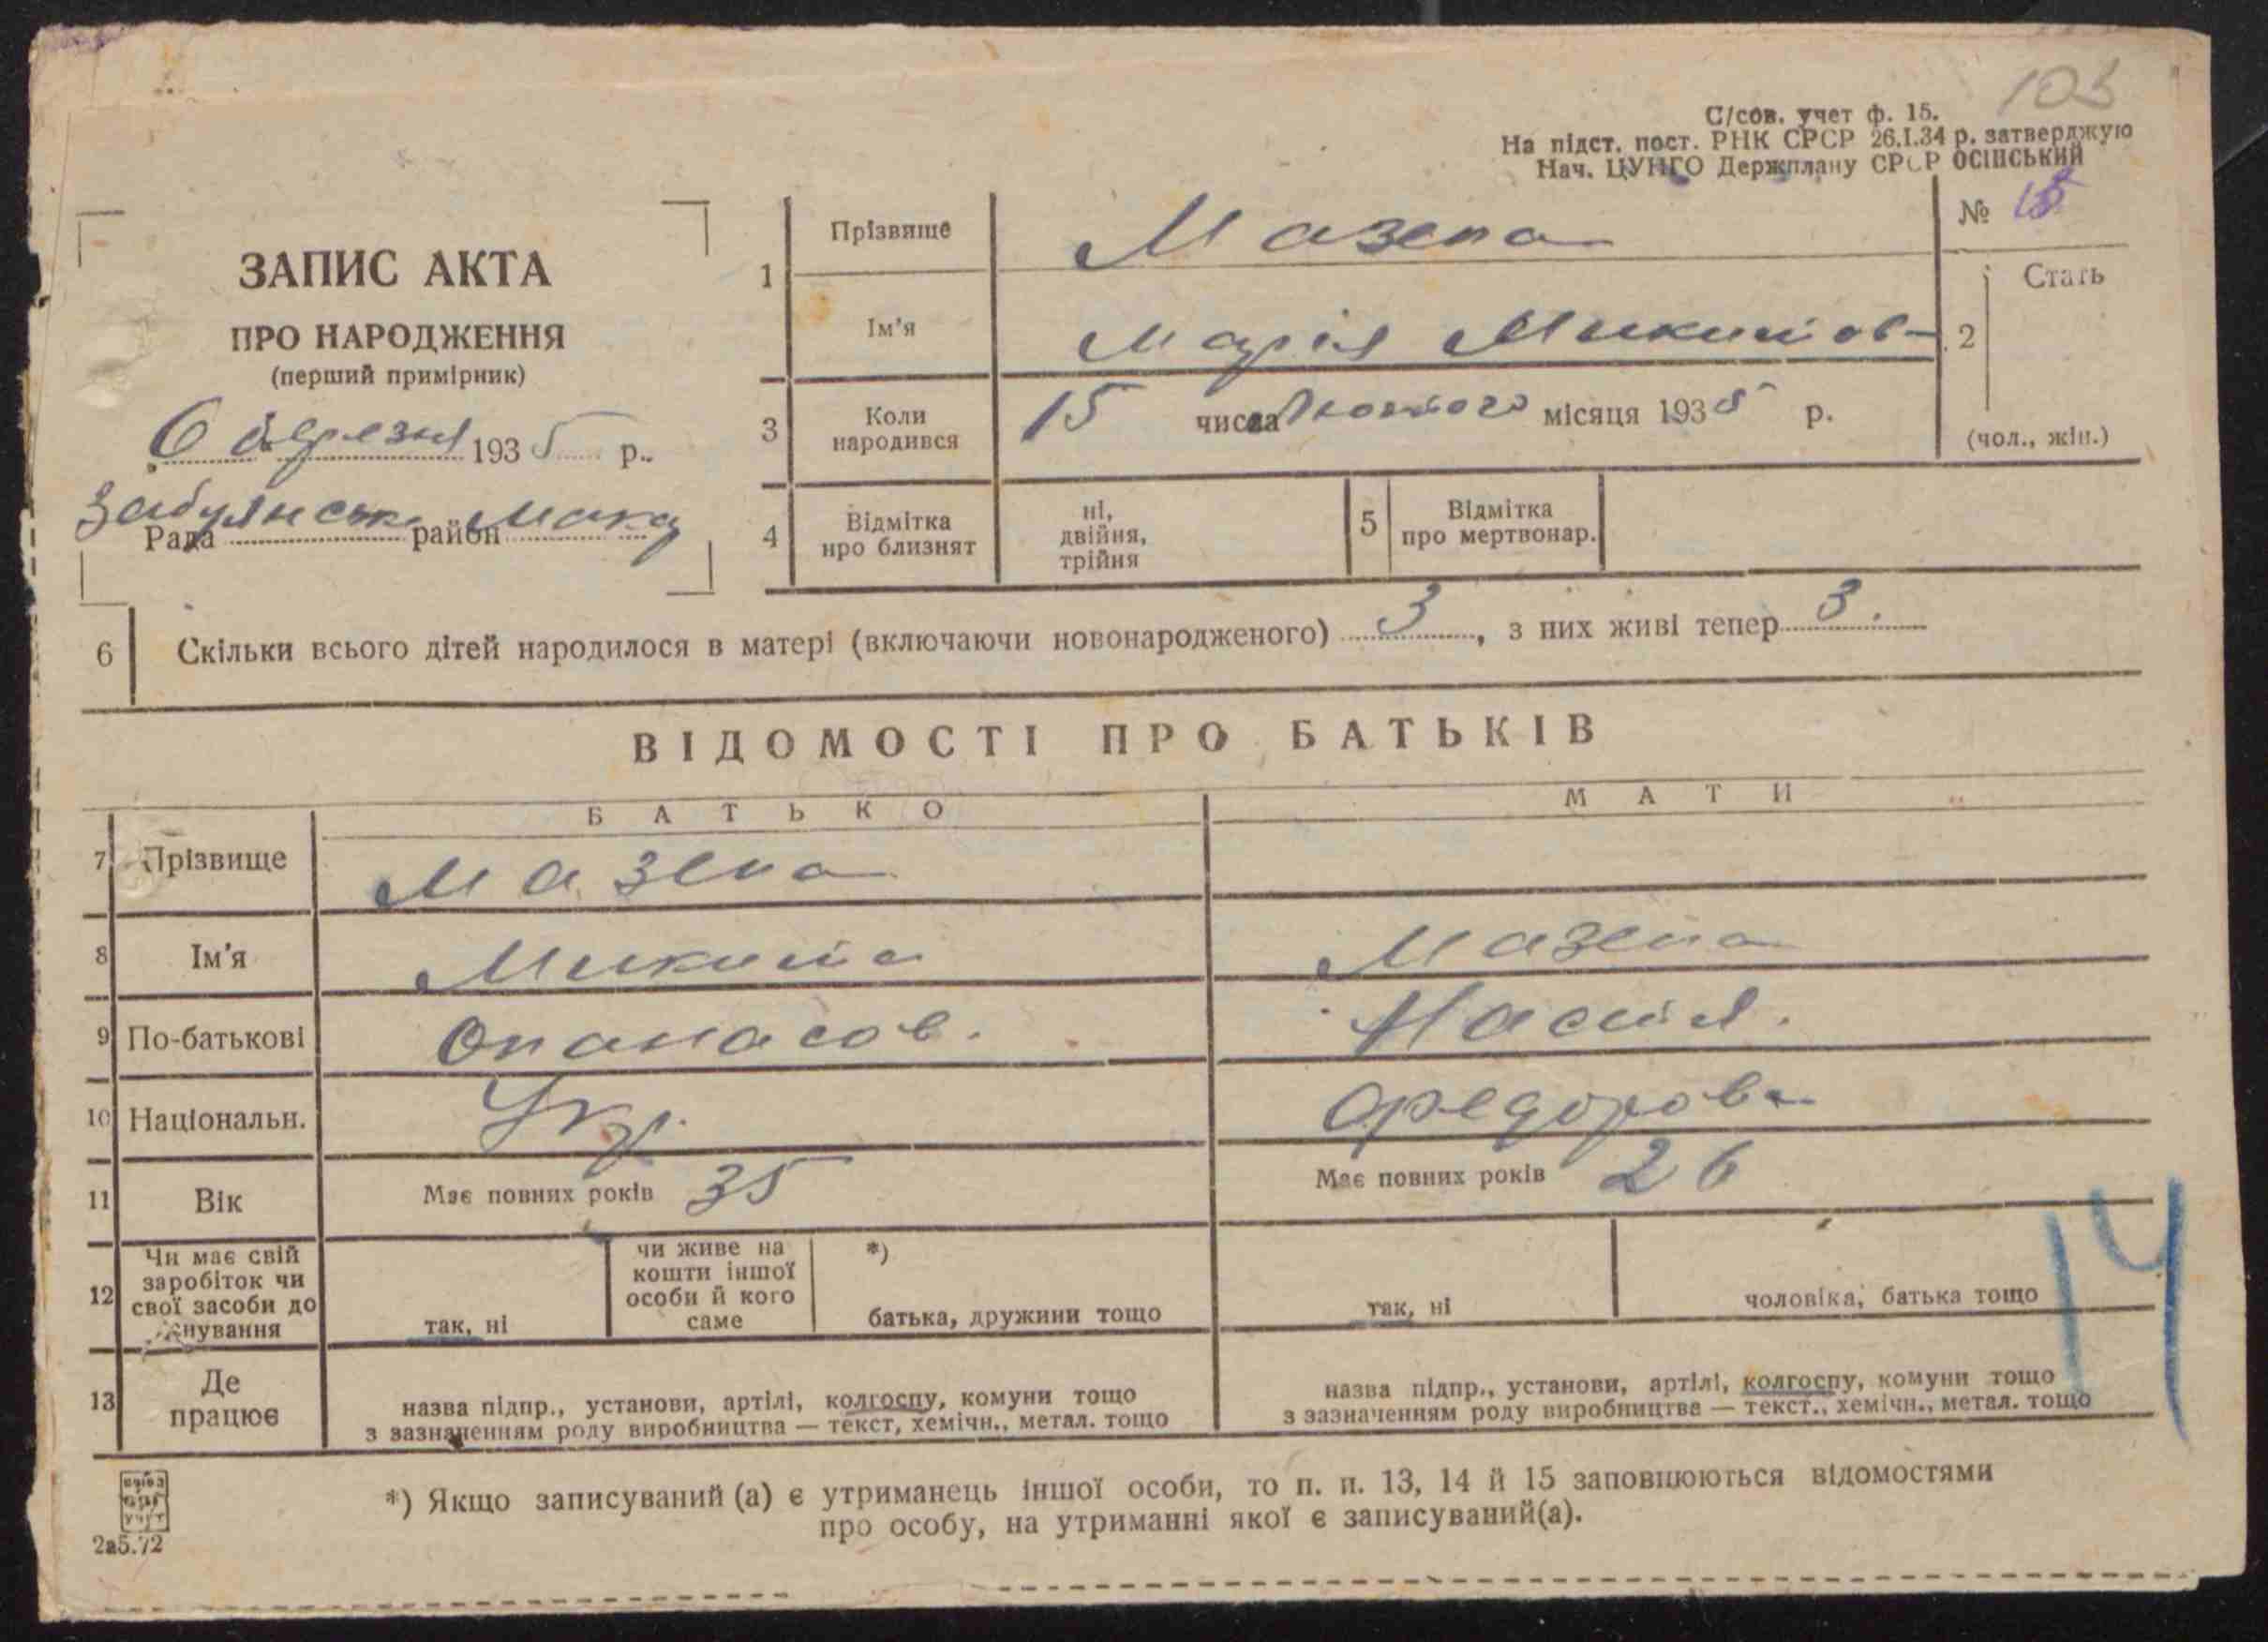 103
С/сов. учет ф. 15.
На підст. пост. РНК СРСР 26.I.34 р. затверджую
Нач. ЦУНГО Держплану СРСР ОСІНСЬКИЙ
ЗАПИС АКТА
ПРО НАРОДЖЕННЯ
(перший примірник)
6 березня 1935 р.
Забуянськ Мака
Рада район
1 Прізвище Мазепа
№ 15
Ім'я Марія Микитов-
2 Стать
(чол., жін.)
3 Коли народився 15 числа Лютого місяця 1935 р.
4 Відмітка про близнят ні, двійня, трійня
5 Відмітка про мертвонар.
6 Скільки всього дітей народилося в матері (включаючи новонародженого) 3, з них живі тепер 3.
ВІДОМОСТІ ПРО БАТЬКІВ
БАТЬКО МАТИ
7 Прізвище Мазепа
8 Ім'я Микита Мазепа
9 По-батькові Опанасов. Настя.
10 Національн. Укр. Федорова
11 Вік Має повних років 35 Має повних років 26
12 Чи має свій заробіток чи свої засоби до існування
так, ні
чи живе на кошти іншої особи й кого саме
*) батька, дружини тощо
так, ні
чоловіка, батька тощо
14
13 Де працює
назва підпр., установи, артілі, колгоспу, комуни тощо
з зазначенням роду виробництва — текст, хемічн., метал. тощо
назва підпр., установи, артілі, колгоспу, комуни тощо
з зазначенням роду виробництва — текст., хемічн., метал. тощо
*) Якщо записуваний (а) є утриманець іншої особи, то п. п. 13, 14 й 15 заповнюються відомостями
про особу, на утриманні якої є записуваний(а).
2а5.72